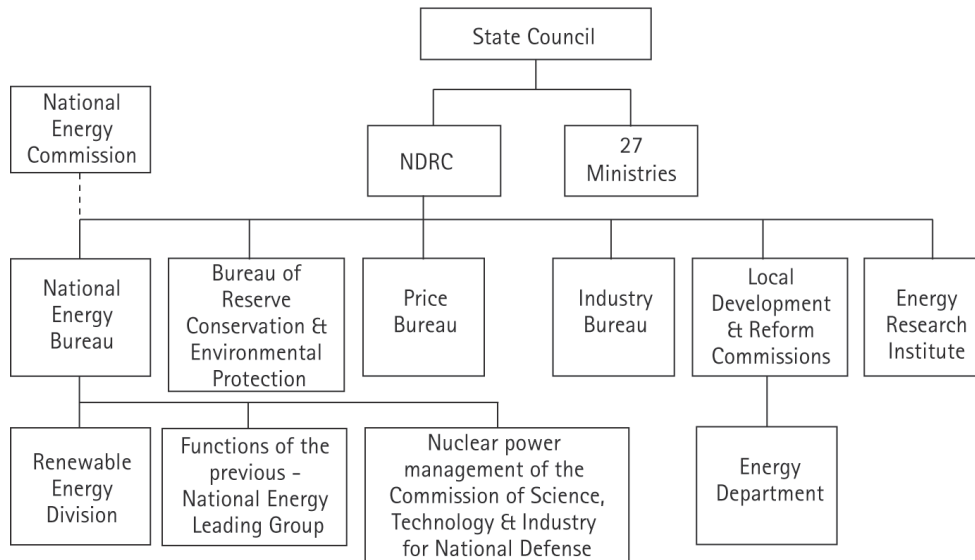 State Council
National
Energy
Commission
NDRC
27
Ministries
National
Energy
Bureau
Bureau of
Reserve
Conservation &
Environmental
Protection
Price
Bureau
Industry
Bureau
Local
Development
& Reform
Commissions
Energy
Research
Institute
Renewable
Energy
Division
Functions of the
previous -
National Energy
Leading Group
Nuclear power
management of the
Commission of Science,
Technology & Industry
for National Defense
Energy
Department